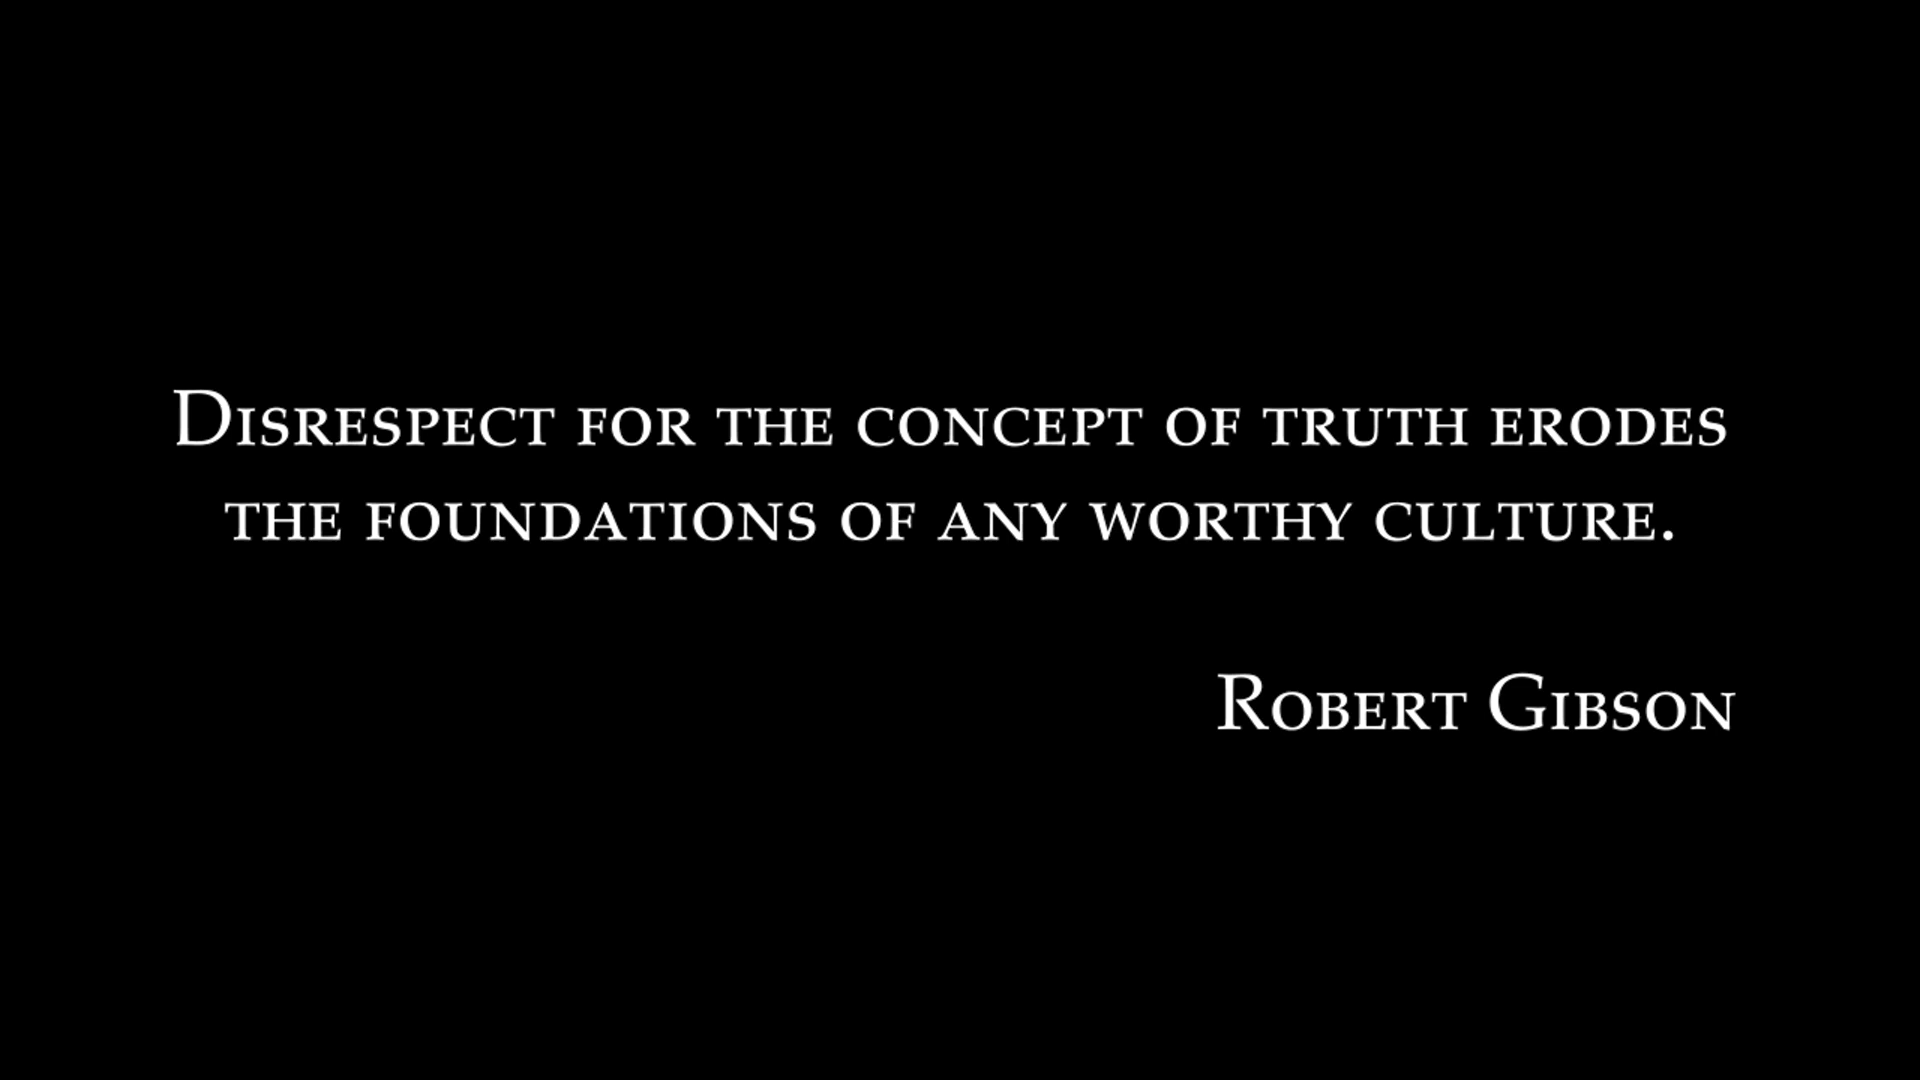 Disrespect for the concept of truth erodes
the foundations of any worthy culture.
Robert Gibson